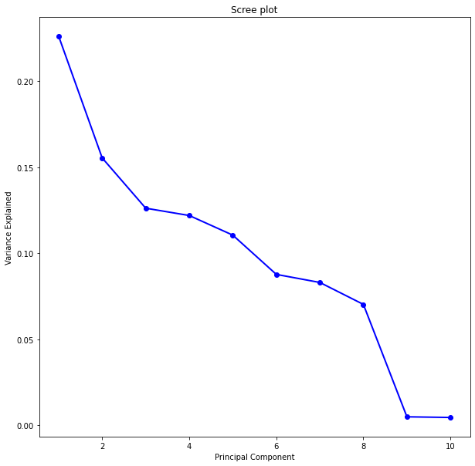 Scree plot
0.20
0.15
0.10
0.05
0.00
Variance Explained
2 4 6 8 10
Principal Component